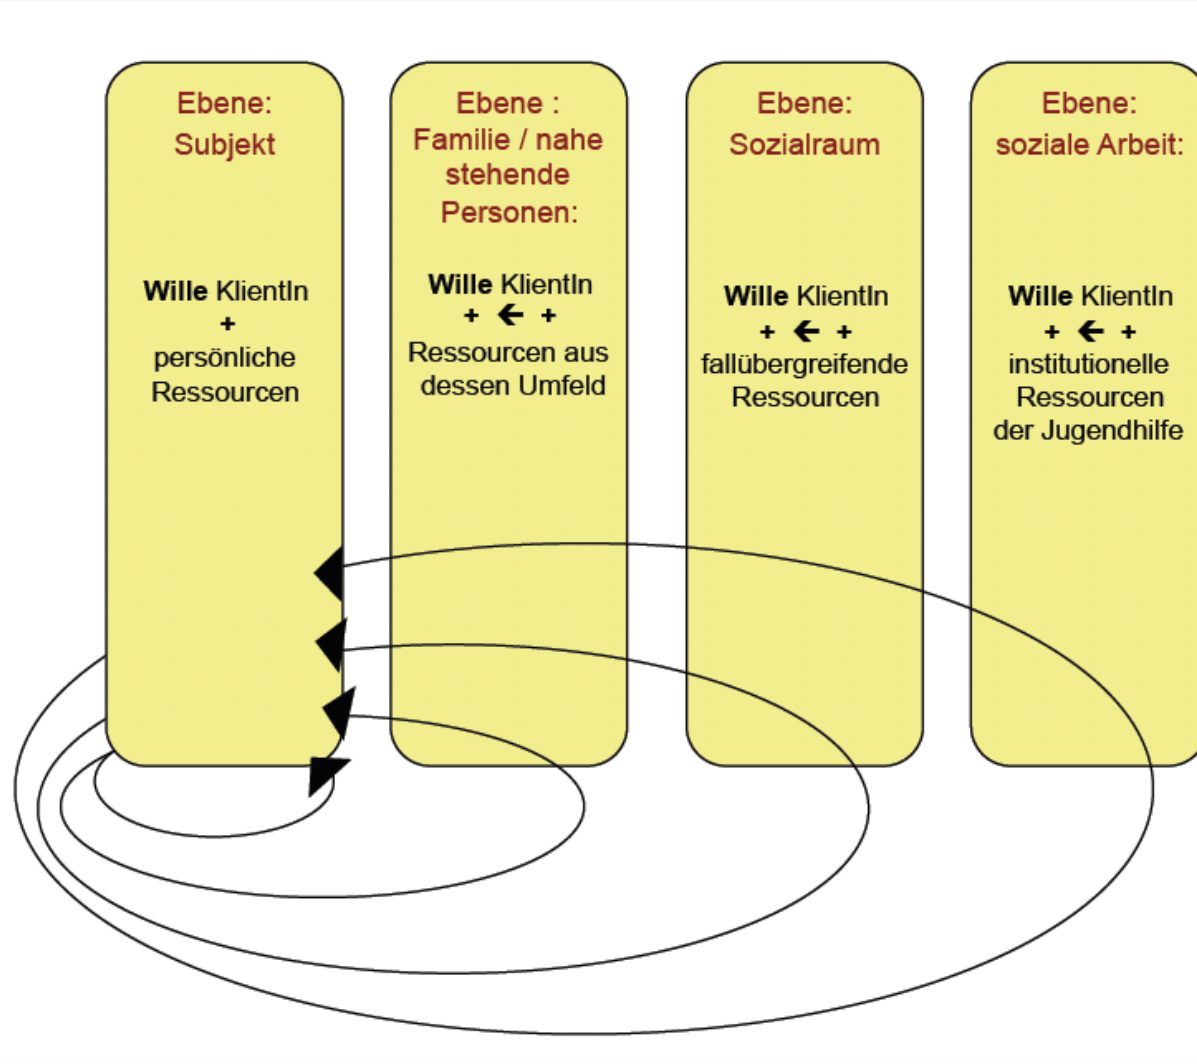 Ebene:
Subjekt
Wille KlientIn
+
persönliche
Ressourcen
Ebene :
Familie / nahe
stehende
Personen:
Wille KlientIn
+ ← +
Ressourcen aus
dessen Umfeld
Ebene:
Sozialraum
Wille KlientIn
+ ← +
fallübergreifende
Ressourcen
Ebene:
soziale Arbeit:
Wille KlientIn
+ ← +
institutionelle
Ressourcen
der Jugendhilfe